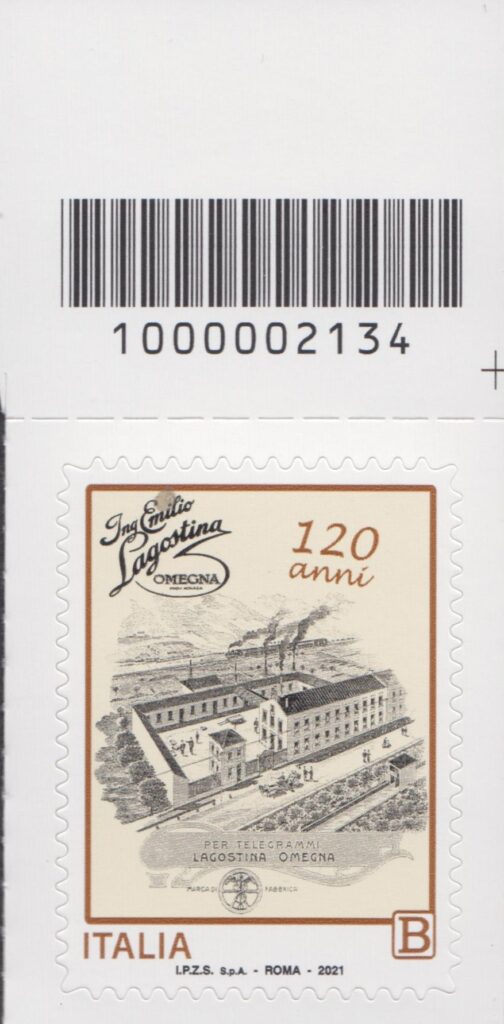 1000002134
Ing Emilio
Lagostina
OMEGNA
120
anni
PER TELEGRAMMI
LAGOSTINA OMEGNA
MARCA DI FABBRICA
ITALIA
B
I.P.Z.S. S.p.A. - ROMA - 2021